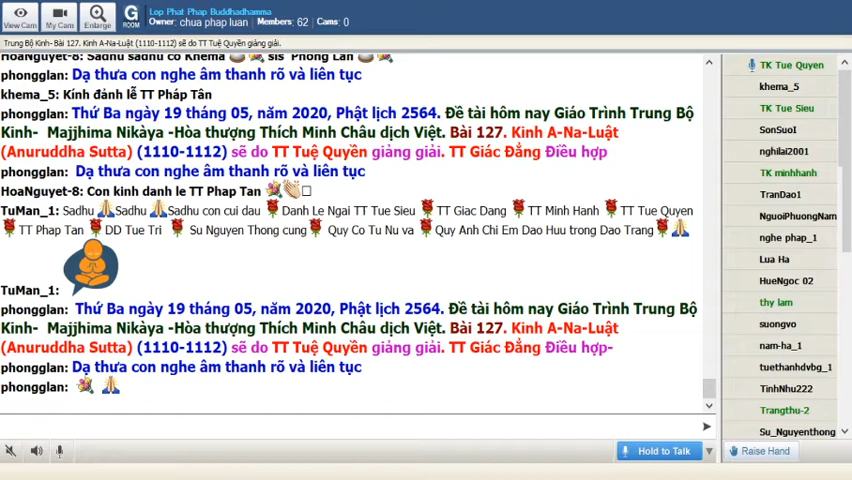 View Cam
My Cam
Enlarge
G
ROOM
Lop Phat Phap Buddhadhamma
Owner: chua phap luan Members: 62 Cams: 0
Trung Bộ Kinh- Bài 127. Kinh A-Na-Luật (1110-1112) sẽ do TT Tuệ Quyền giảng giải.
HoaNguyet-8: Sadhu sadhu co Khema sis Phong Lan
phongglan: Dạ thưa con nghe âm thanh rõ và liên tục
khema_5: Kính đảnh lễ TT Pháp Tân
phongglan: Thứ Ba ngày 19 tháng 05, năm 2020, Phật lịch 2564. Đề tài hôm nay Giáo Trình Trung Bộ
Kinh- Majjhima Nikàya -Hòa thượng Thích Minh Châu dịch Việt. Bài 127. Kinh A-Na-Luật
(Anuruddha Sutta) (1110-1112) sẽ do TT Tuệ Quyền giảng giải. TT Giác Đẳng Điều hợp
phongglan: Dạ thưa con nghe âm thanh rõ và liên tục
HoaNguyet-8: Con kinh danh le TT Phap Tan
TuMan_1: Sadhu Sadhu Sadhu con cui dau Danh Le Ngai TT Tue Sieu TT Giac Dang TT Minh Hanh TT Tue Quyen
TT Phap Tan DD Tue Tri Su Nguyen Thong cung Quy Co Tu Nu va Quy Anh Chi Em Dao Huu trong Dao Trang
TuMan_1:
phongglan: Thứ Ba ngày 19 tháng 05, năm 2020, Phật lịch 2564. Đề tài hôm nay Giáo Trình Trung Bộ
Kinh- Majjhima Nikàya -Hòa thượng Thích Minh Châu dịch Việt. Bài 127. Kinh A-Na-Luật
(Anuruddha Sutta) (1110-1112) sẽ do TT Tuệ Quyền giảng giải. TT Giác Đẳng Điều hợp-
phongglan: Dạ thưa con nghe âm thanh rõ và liên tục
phongglan:
Hold to Talk
TK Tue Quyen
khema_5
TK Tue Sieu
SonSuoI
nghilai2001
TK minhhanh
TranDao1
NguoiPhuongNam
nghe phap_1
Lua Ha
HueNgoc 02
thy lam
suongvo
nam-ha_1
tuethanhdvbg_1
TinhNhu222
Trangthu-2
Su_Nguyenthong
Raise Hand